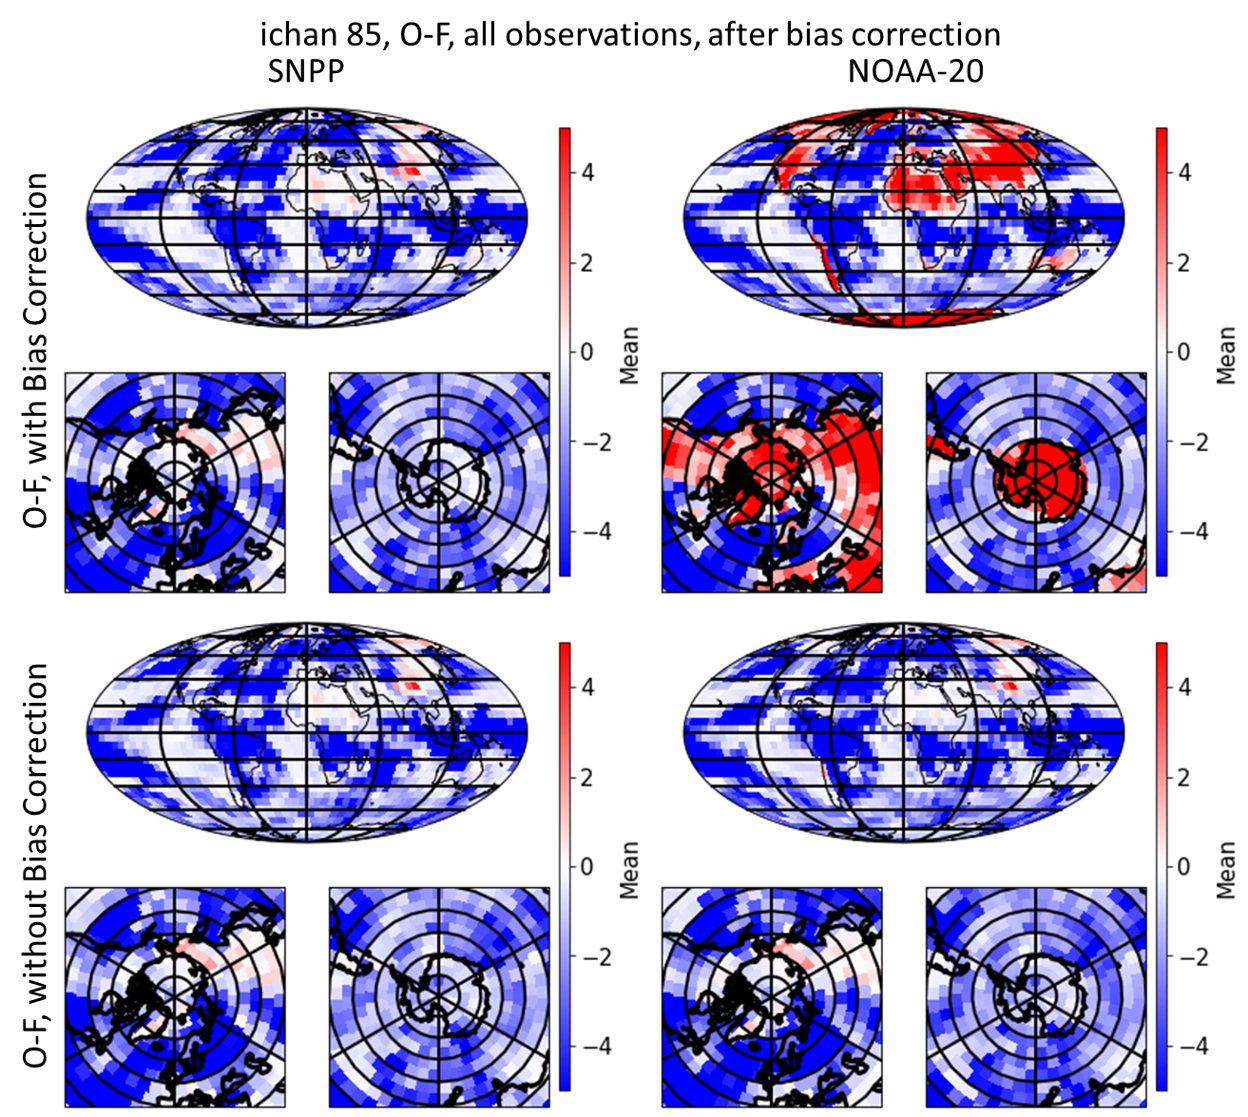 ichan 85, O-F, all observations, after bias correction
SNPP
NOAA-20
O-F, with Bias Correction
4
2
0
−2
−4
Mean
4
2
0
−2
−4
Mean
O-F, without Bias Correction
4
2
0
−2
−4
Mean
4
2
0
−2
−4
Mean